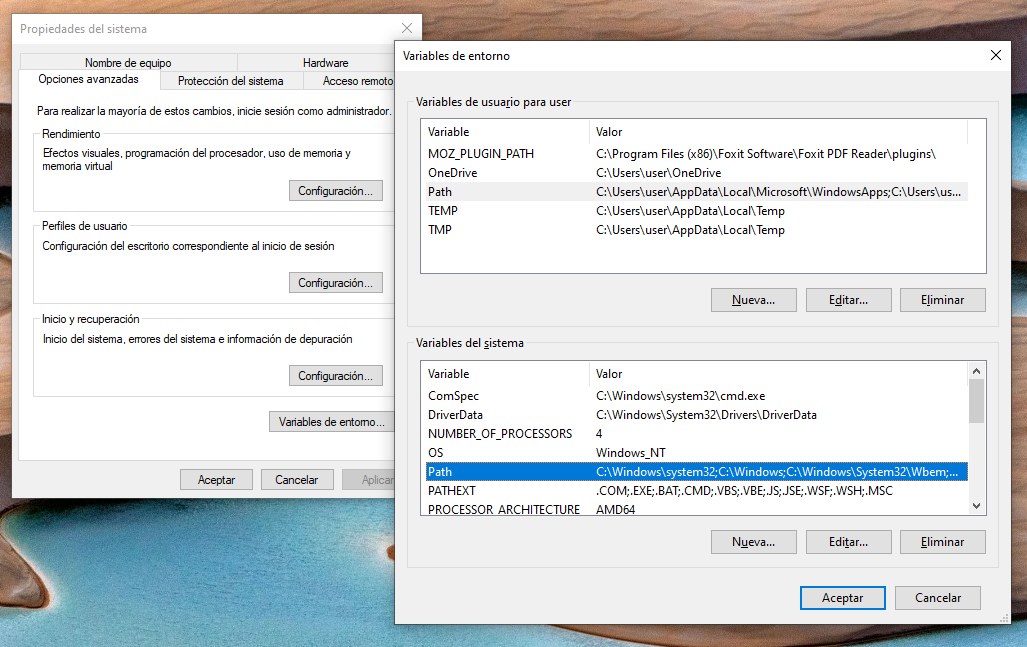 Propiedades del sistema
Nombre de equipo
Hardware
Opciones avanzadas
Protección del sistema
Acceso remoto
Para realizar la mayoría de estos cambios, inicie sesión como administrador.
Rendimiento
Efectos visuales, programación del procesador, uso de memoria y
memoria virtual
Configuración...
Perfiles de usuario
Configuración del escritorio correspondiente al inicio de sesión
Configuración...
Inicio y recuperación
Inicio del sistema, errores del sistema e información de depuración
Configuración...
Variables de entorno...
Aceptar
Cancelar
Aplicar
Variables de entorno
Variables de usuario para user
Variable Valor
MOZ_PLUGIN_PATH C:\Program Files (x86)\Foxit Software\Foxit PDF Reader\plugins\
OneDrive C:\Users\user\OneDrive
Path C:\Users\user\AppData\Local\Microsoft\WindowsApps;C:\Users\us...
TEMP C:\Users\user\AppData\Local\Temp
TMP C:\Users\user\AppData\Local\Temp
Nueva...
Editar...
Eliminar
Variables del sistema
Variable Valor
ComSpec C:\Windows\system32\cmd.exe
DriverData C:\Windows\System32\Drivers\DriverData
NUMBER_OF_PROCESSORS 4
OS Windows_NT
Path C:\Windows\system32;C:\Windows;C:\Windows\System32\Wbem;...
PATHEXT .COM;.EXE;.BAT;.CMD;.VBS;.VBE;.JS;.JSE;.WSF;.WSH;.MSC
PROCESSOR_ARCHITECTURE AMD64
Nueva...
Editar...
Eliminar
Aceptar
Cancelar